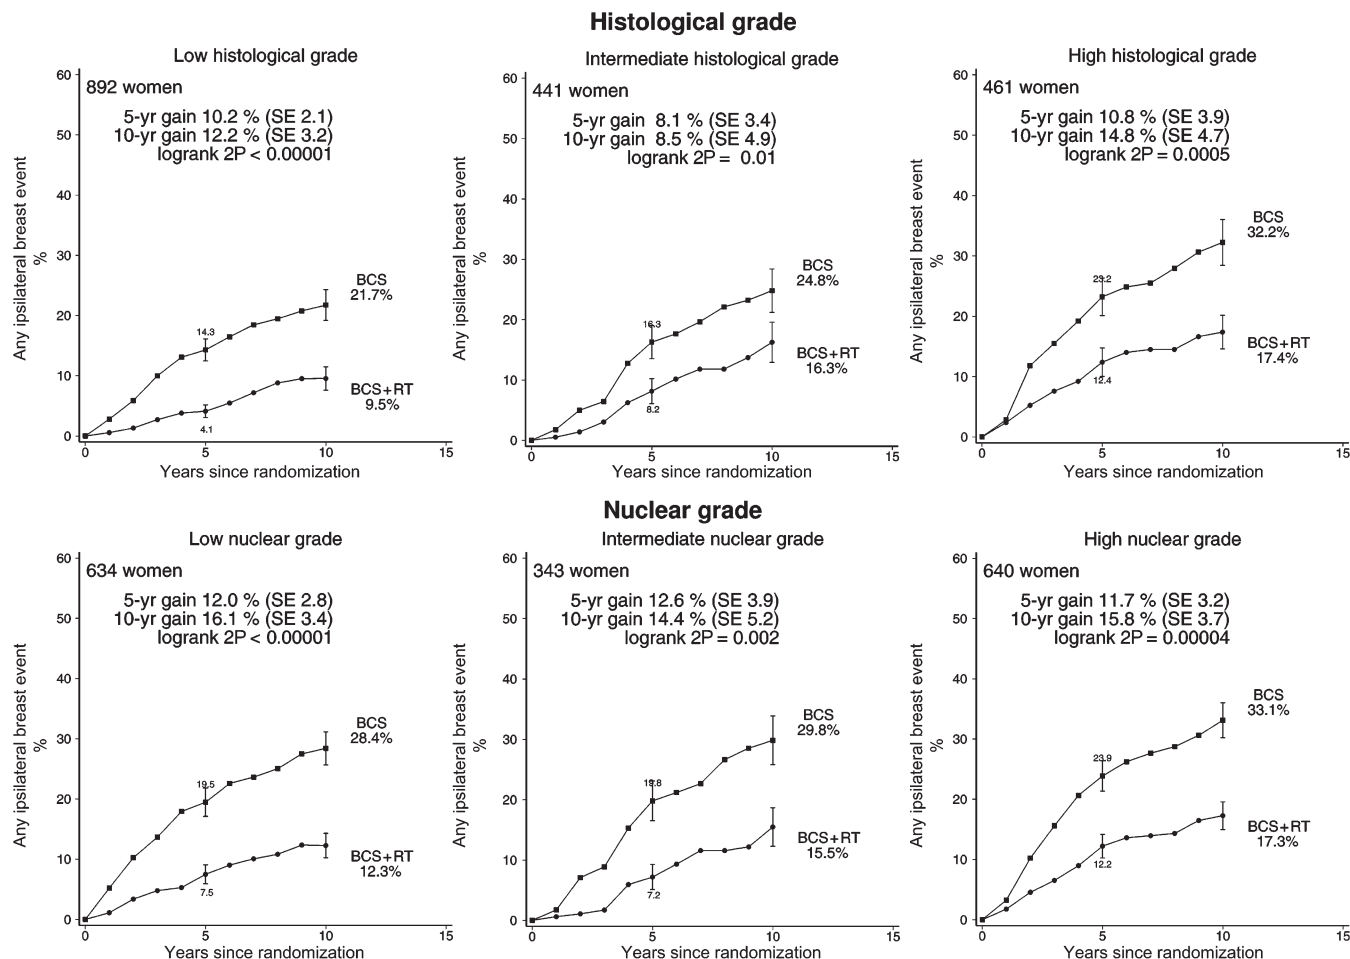 Histological grade
Low histological grade
892 women
5-yr gain 10.2 % (SE 2.1)
10-yr gain 12.2 % (SE 3.2)
logrank 2P < 0.00001
Any ipsilateral breast event
%
60
50
40
30
20
10
0
BCS
21.7%
14.3
BCS+RT
9.5%
4.1
0 5 10 15
Years since randomization
Intermediate histological grade
441 women
5-yr gain 8.1 % (SE 3.4)
10-yr gain 8.5 % (SE 4.9)
logrank 2P = 0.01
Any ipsilateral breast event
%
60
50
40
30
20
10
0
BCS
24.8%
16.3
BCS+RT
16.3%
8.2
0 5 10 15
Years since randomization
High histological grade
461 women
5-yr gain 10.8 % (SE 3.9)
10-yr gain 14.8 % (SE 4.7)
logrank 2P = 0.0005
Any ipsilateral breast event
%
60
50
40
30
20
10
0
BCS
32.2%
23.2
BCS+RT
17.4%
12.4
0 5 10 15
Years since randomization
Nuclear grade
Low nuclear grade
634 women
5-yr gain 12.0 % (SE 2.8)
10-yr gain 16.1 % (SE 3.4)
logrank 2P < 0.00001
Any ipsilateral breast event
%
60
50
40
30
20
10
0
BCS
28.4%
19.5
BCS+RT
12.3%
7.5
0 5 10 15
Years since randomization
Intermediate nuclear grade
343 women
5-yr gain 12.6 % (SE 3.9)
10-yr gain 14.4 % (SE 5.2)
logrank 2P = 0.002
Any ipsilateral breast event
%
60
50
40
30
20
10
0
BCS
29.8%
19.8
BCS+RT
15.5%
7.2
0 5 10 15
Years since randomization
High nuclear grade
640 women
5-yr gain 11.7 % (SE 3.2)
10-yr gain 15.8 % (SE 3.7)
logrank 2P = 0.00004
Any ipsilateral breast event
%
60
50
40
30
20
10
0
BCS
33.1%
23.9
BCS+RT
17.3%
12.2
0 5 10 15
Years since randomization